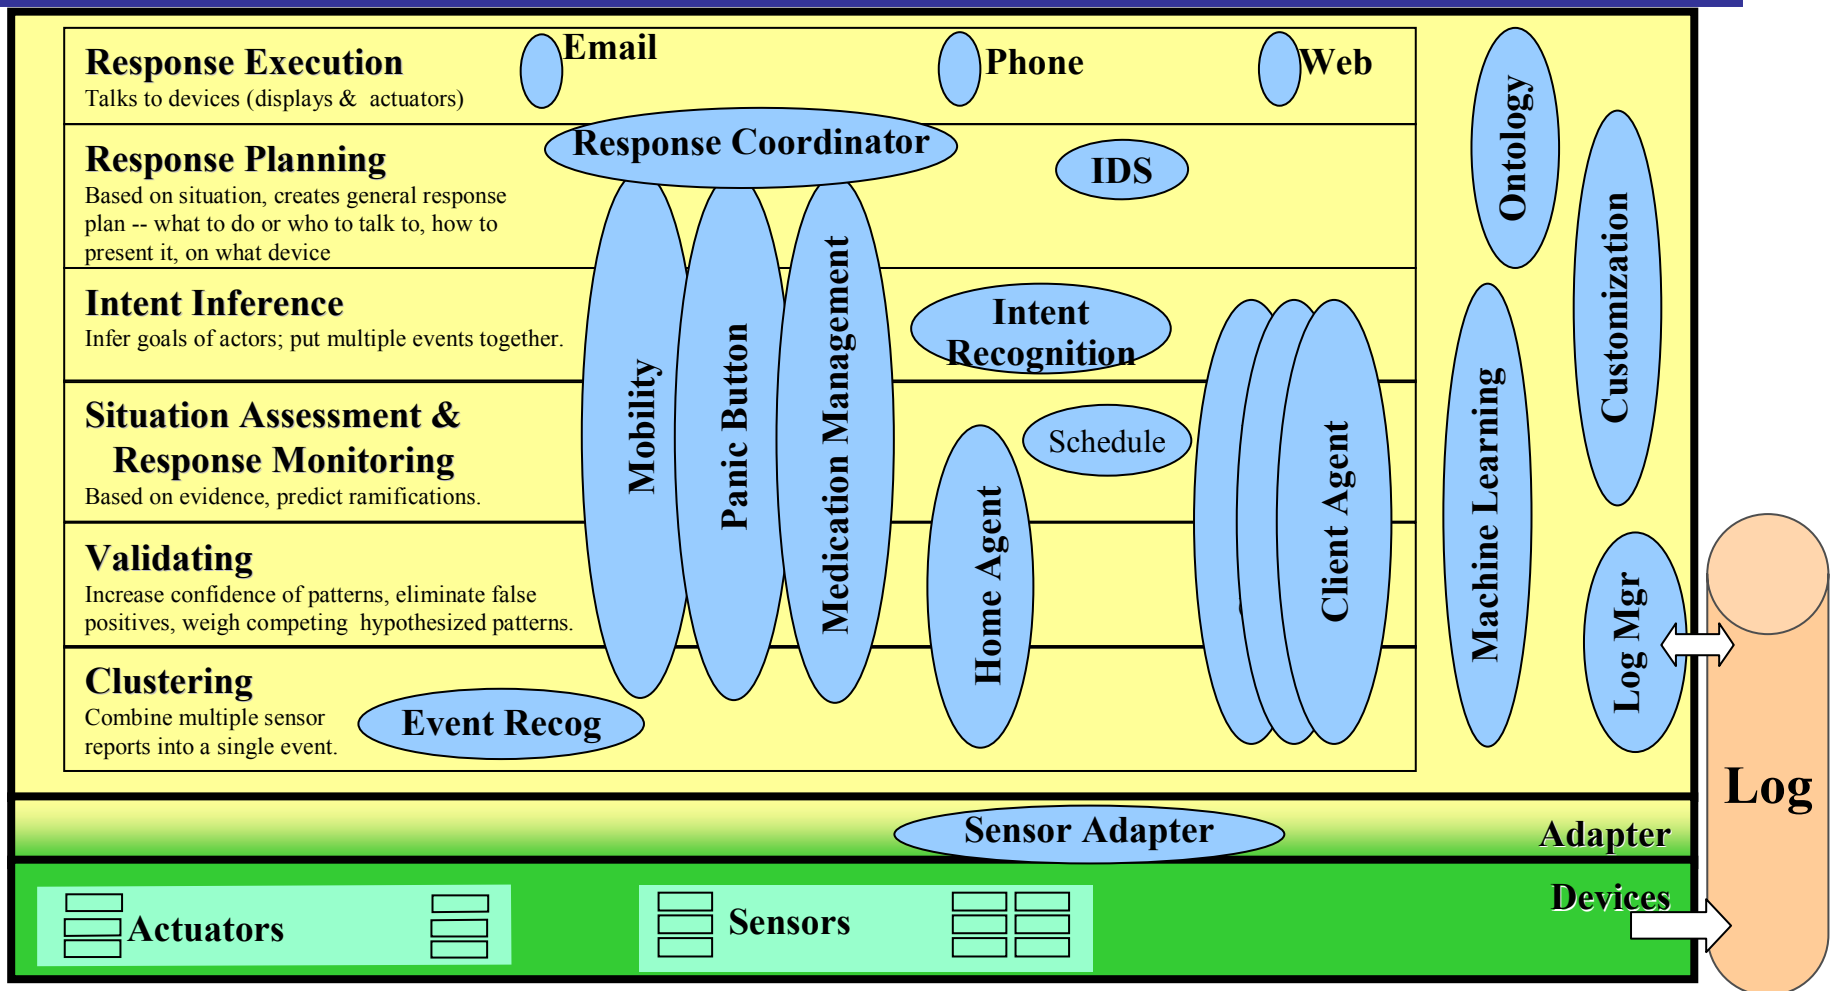 Response Execution
Talks to devices (displays & actuators)
Email
Phone
Web
Response Planning
Based on situation, creates general response
plan -- what to do or who to talk to, how to
present it, on what device
Response Coordinator
IDS
Intent Inference
Infer goals of actors; put multiple events together.
Intent
Recognition
Situation Assessment &
Response Monitoring
Based on evidence, predict ramifications.
Schedule
Validating
Increase confidence of patterns, eliminate false
positives, weigh competing hypothesized patterns.
Clustering
Combine multiple sensor
reports into a single event.
Event Recog
Mobility
Panic Button
Medication Management
Home Agent
Client Agent
Machine Learning
Ontology
Customization
Log Mgr
Log
Sensor Adapter
Adapter
Devices
Actuators
Sensors